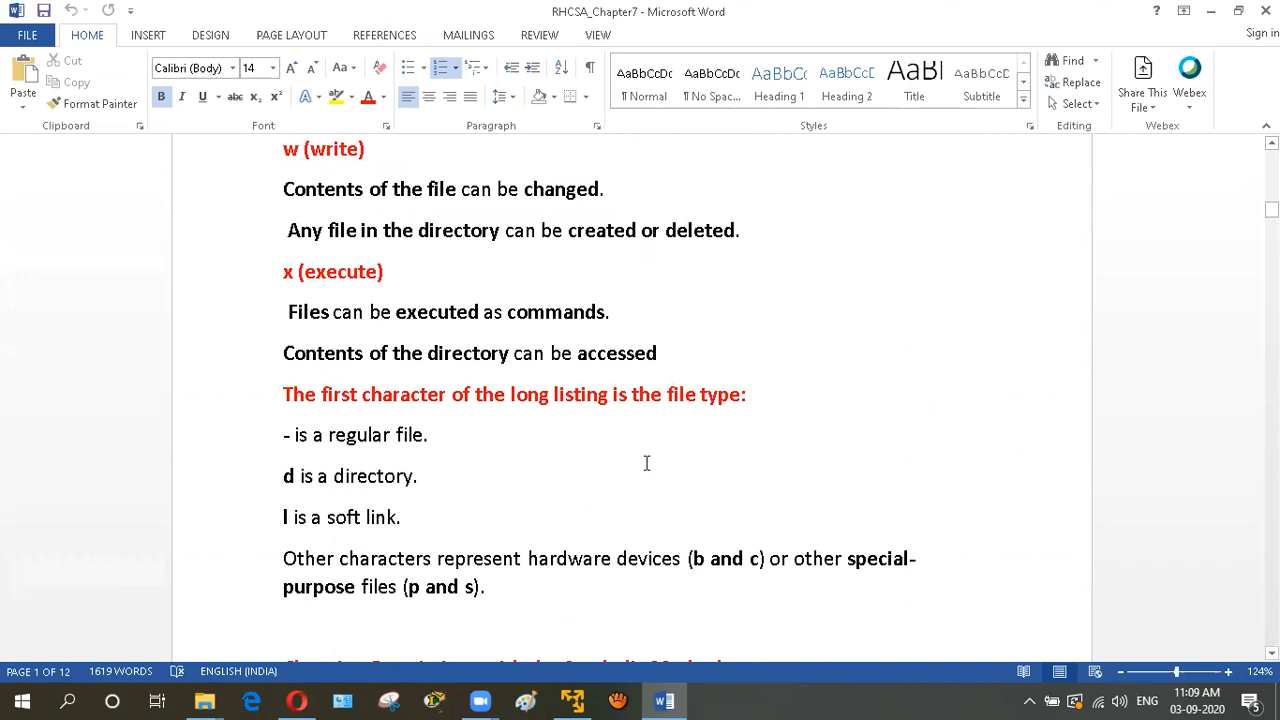 RHCSA_Chapter7 - Microsoft Word
Sign in
FILE HOME INSERT DESIGN PAGE LAYOUT REFERENCES MAILINGS REVIEW VIEW
Paste
Cut
Copy
Format Painter
Clipboard
Calibri (Body) 14
Font
Paragraph
AaBbCcDc AaBbCcDc AaBbCc AaBbCcC AaBl AaBbCcD
¶ Normal ¶ No Spac... Heading 1 Heading 2 Title Subtitle
Styles
Find
Replace
Select
Editing
Share This File
Webex
Webex
w (write)
Contents of the file can be changed.
Any file in the directory can be created or deleted.
x (execute)
Files can be executed as commands.
Contents of the directory can be accessed
The first character of the long listing is the file type:
- is a regular file.
d is a directory.
l is a soft link.
Other characters represent hardware devices (b and c) or other special-
purpose files (p and s).
PAGE 1 OF 12 1619 WORDS ENGLISH (INDIA) 124%
ENG 11:09 AM
03-09-2020 5